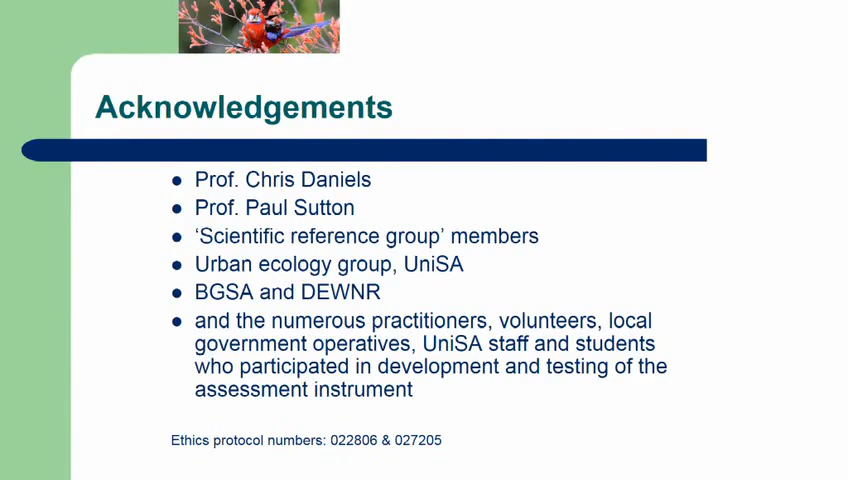 Acknowledgements
Prof. Chris Daniels
Prof. Paul Sutton
‘Scientific reference group’ members
Urban ecology group, UniSA
BGSA and DEWNR
and the numerous practitioners, volunteers, local
government operatives, UniSA staff and students
who participated in development and testing of the
assessment instrument
Ethics protocol numbers: 022806 & 027205